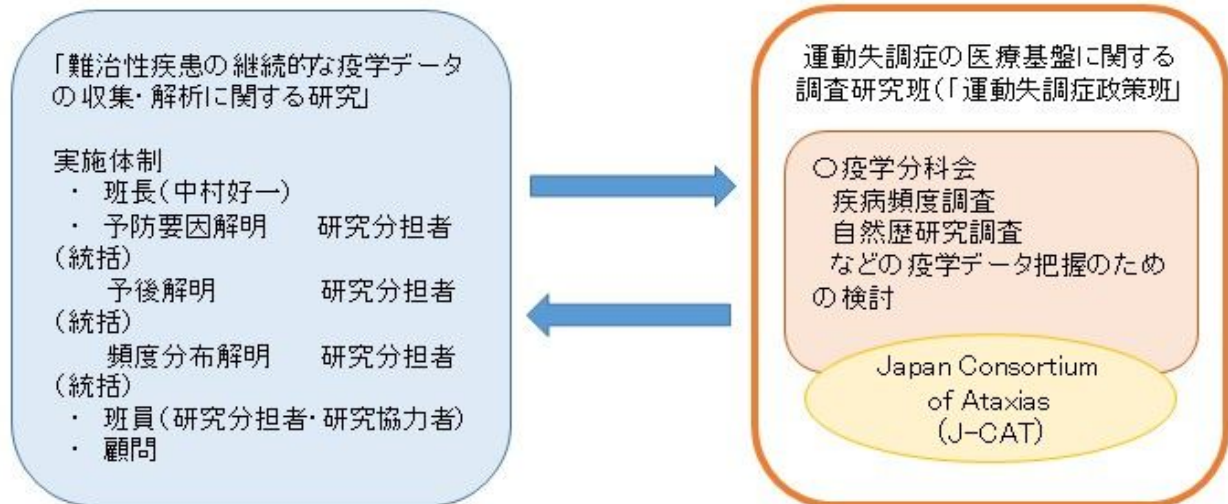 「難治性疾患の継続的な疫学データ
の収集・解析に関する研究」
実施体制
・ 班長(中村好一)
・ 予防要因解明 研究分担者
(統括)
予後解明 研究分担者
(統括)
頻度分布解明 研究分担者
(統括)
・ 班員(研究分担者・研究協力者)
・ 顧問
運動失調症の医療基盤に関する
調査研究班(「運動失調症政策班」
〇疫学分科会
疾病頻度調査
自然歴研究調査
などの疫学データ把握のため
の検討
Japan Consortium
of Ataxias
(J-CAT)